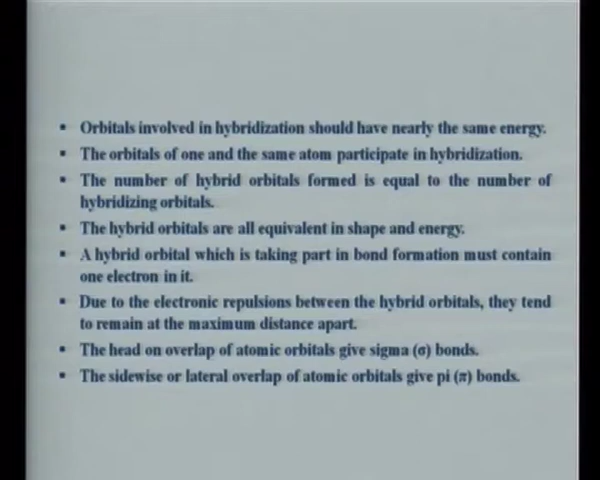 ▪ Orbitals involved in hybridization should have nearly the same energy.
▪ The orbitals of one and the same atom participate in hybridization.
▪ The number of hybrid orbitals formed is equal to the number of
hybridizing orbitals.
▪ The hybrid orbitals are all equivalent in shape and energy.
▪ A hybrid orbital which is taking part in bond formation must contain
one electron in it.
▪ Due to the electronic repulsions between the hybrid orbitals, they tend
to remain at the maximum distance apart.
▪ The head on overlap of atomic orbitals give sigma (σ) bonds.
▪ The sidewise or lateral overlap of atomic orbitals give pi (π) bonds.